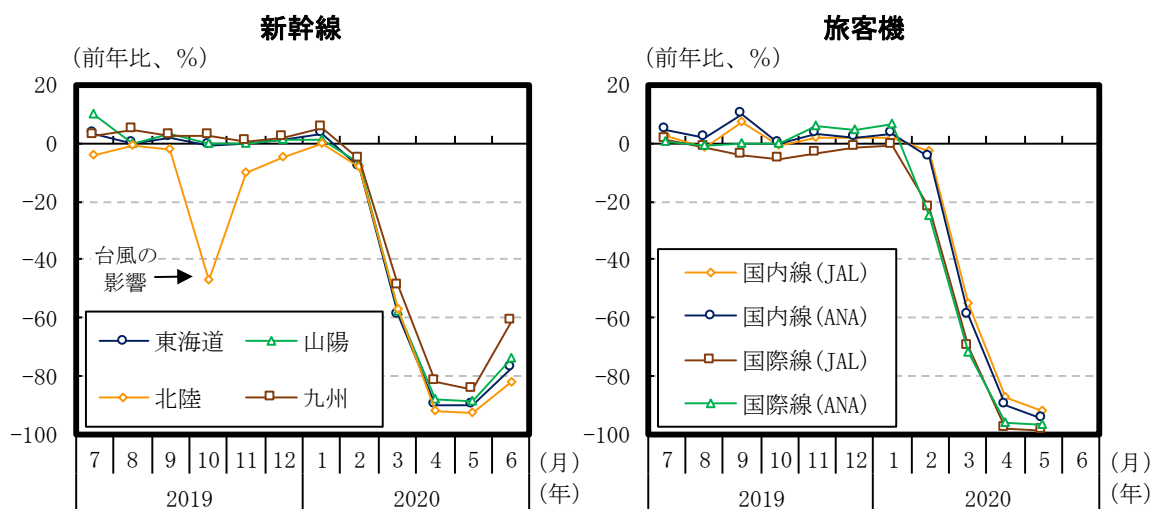 新幹線
(前年比、%)
20
0
-20
-40
-60
-80
-100
台風の
影響
東海道
山陽
北陸
九州
7 8 9 10 11 12 1 2 3 4 5 6 (月)
2019 2020 (年)
旅客機
(前年比、%)
20
0
-20
-40
-60
-80
-100
国内線(JAL)
国内線(ANA)
国際線(JAL)
国際線(ANA)
7 8 9 10 11 12 1 2 3 4 5 6 (月)
2019 2020 (年)